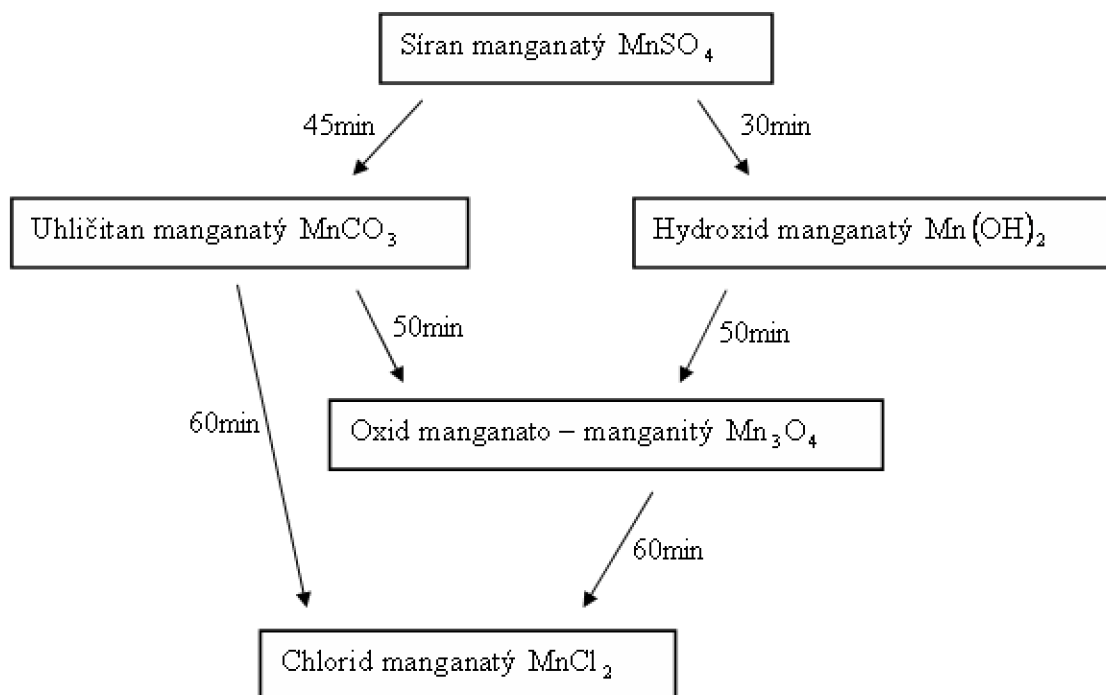 Síran manganatý MnSO₄
45min
30min
Uhličitan manganatý MnCO₃
Hydroxid manganatý Mn(OH)₂
50min
50min
60min
Oxid manganato – manganitý Mn₃O₄
60min
Chlorid manganatý MnCl₂